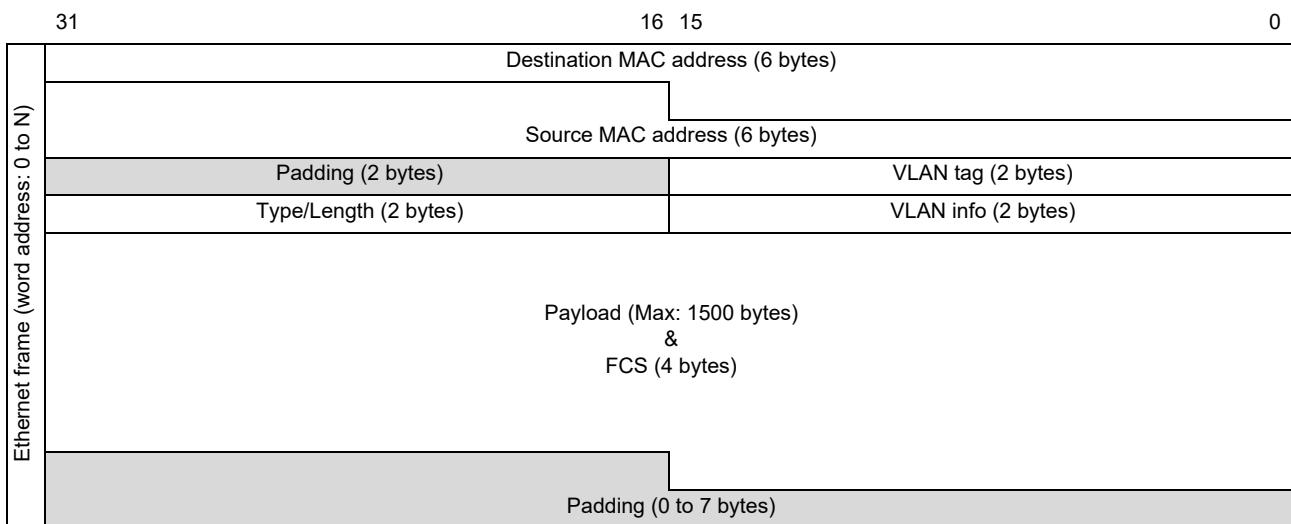 31 16 15 0
Ethernet frame (word address: 0 to N)
Destination MAC address (6 bytes)
Source MAC address (6 bytes)
Padding (2 bytes) VLAN tag (2 bytes)
Type/Length (2 bytes) VLAN info (2 bytes)
Payload (Max: 1500 bytes)
&
FCS (4 bytes)
Padding (0 to 7 bytes)